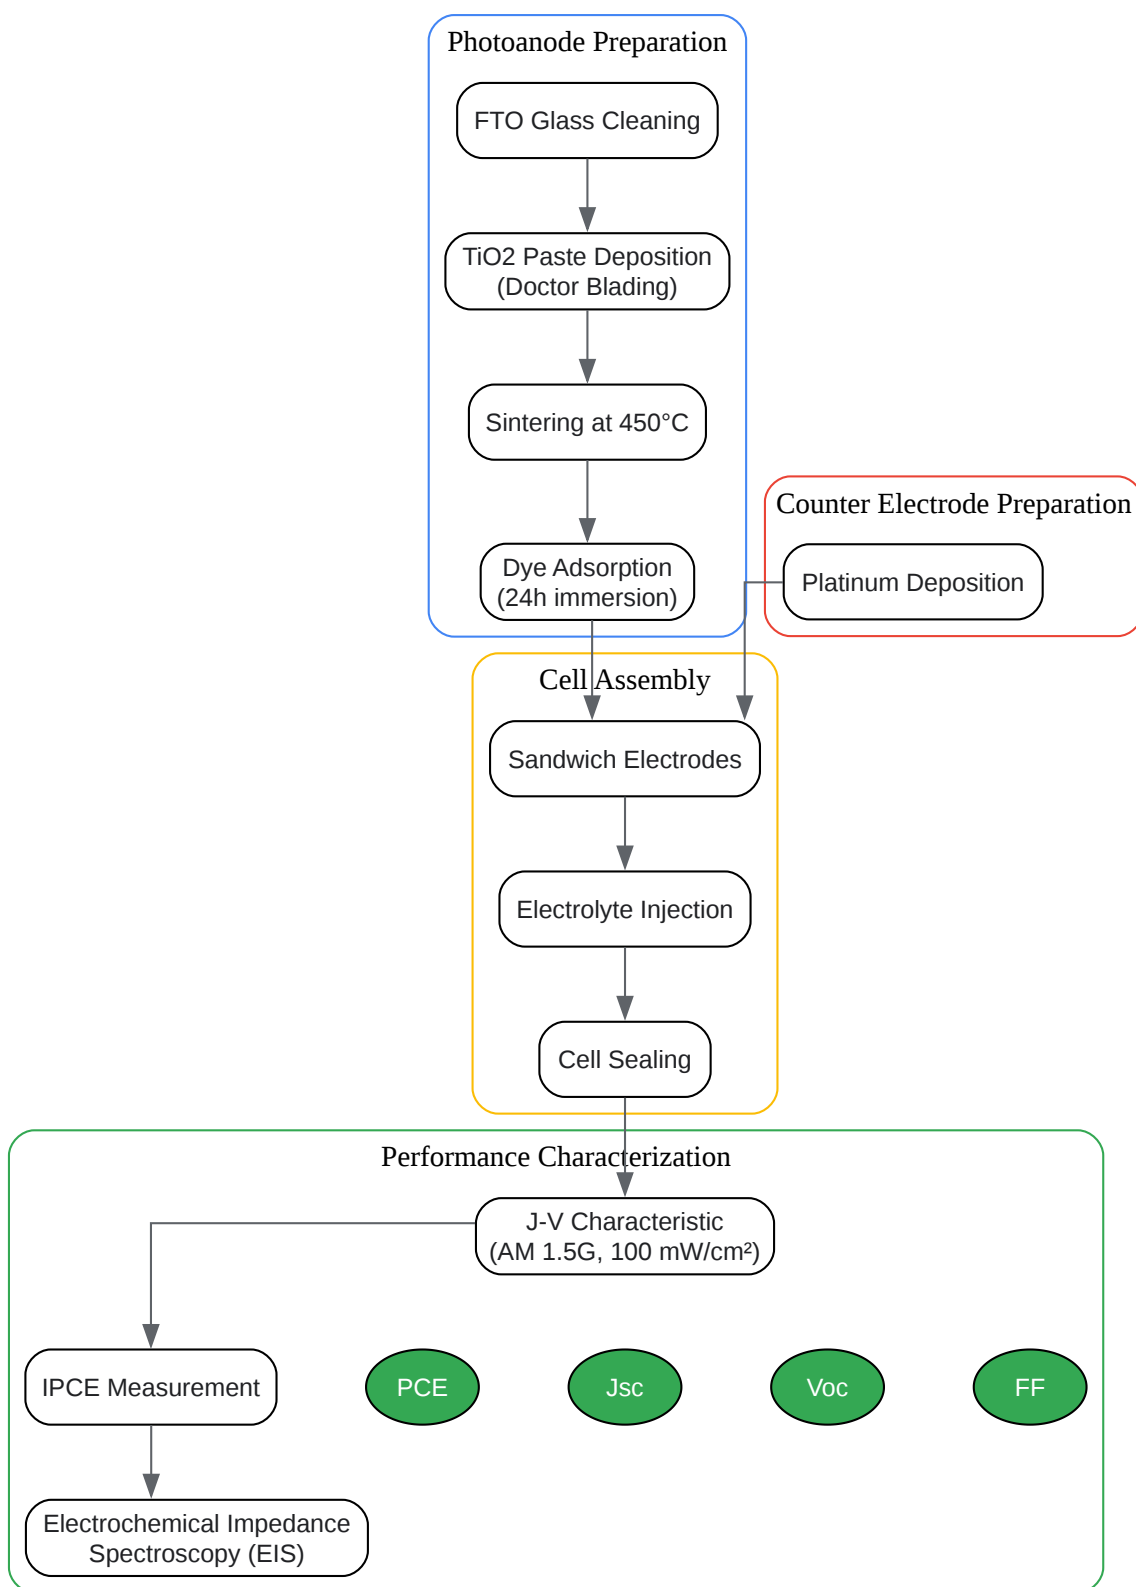 Photoanode Preparation
FTO Glass Cleaning
TiO2 Paste Deposition
(Doctor Blading)
Sintering at 450°C
Counter Electrode Preparation
Dye Adsorption
(24h immersion)
Platinum Deposition
Cell Assembly
Sandwich Electrodes
Electrolyte Injection
Cell Sealing
Performance Characterization
J-V Characteristic
(AM 1.5G, 100 mW/cm²)
IPCE Measurement
PCE
Jsc
Voc
FF
Electrochemical Impedance
Spectroscopy (EIS)